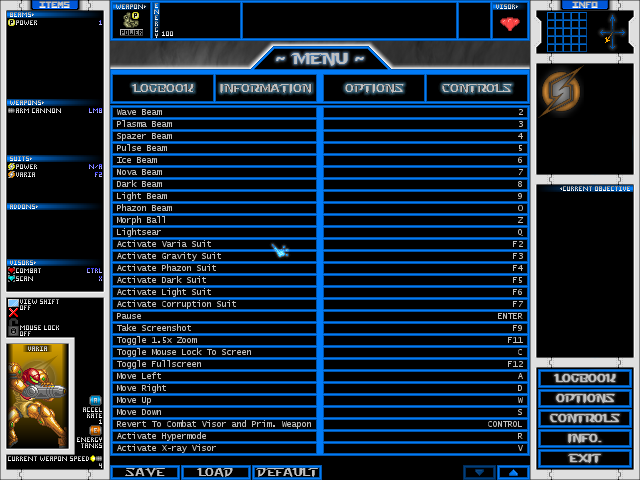 ITEMS
BEAMS
POWER 1
WEAPONS
ARM CANNON LMB
SUITS
POWER N/A
VARIA F2
ADDONS
VISORS
COMBAT CTRL
SCAN X
VIEW SHIFT
OFF
MOUSE LOCK
OFF
VARIA
ACCEL
RATE
1
ENERGY
TANKS
CURRENT WEAPON SPEED
4
WEAPON
POWER
ENERGY
100
VISOR
~ MENU ~
LOGBOOK INFORMATION OPTIONS CONTROLS
Wave Beam 2
Plasma Beam 3
Spazer Beam 4
Pulse Beam 5
Ice Beam 6
Nova Beam 7
Dark Beam 8
Light Beam 9
Phazon Beam 0
Morph Ball Z
Lightsear Q
Activate Varia Suit F2
Activate Gravity Suit F3
Activate Phazon Suit F4
Activate Dark Suit F5
Activate Light Suit F6
Activate Corruption Suit F7
Pause ENTER
Take Screenshot F9
Toggle 1.5x Zoom F11
Toggle Mouse Lock To Screen C
Toggle Fullscreen F12
Move Left A
Move Right D
Move Up W
Move Down S
Revert To Combat Visor and Prim. Weapon CONTROL
Activate Hypermode R
Activate X-ray Visor V
SAVE LOAD DEFAULT
INFO
CURRENT OBJECTIVE
LOGBOOK
OPTIONS
CONTROLS
INFO.
EXIT